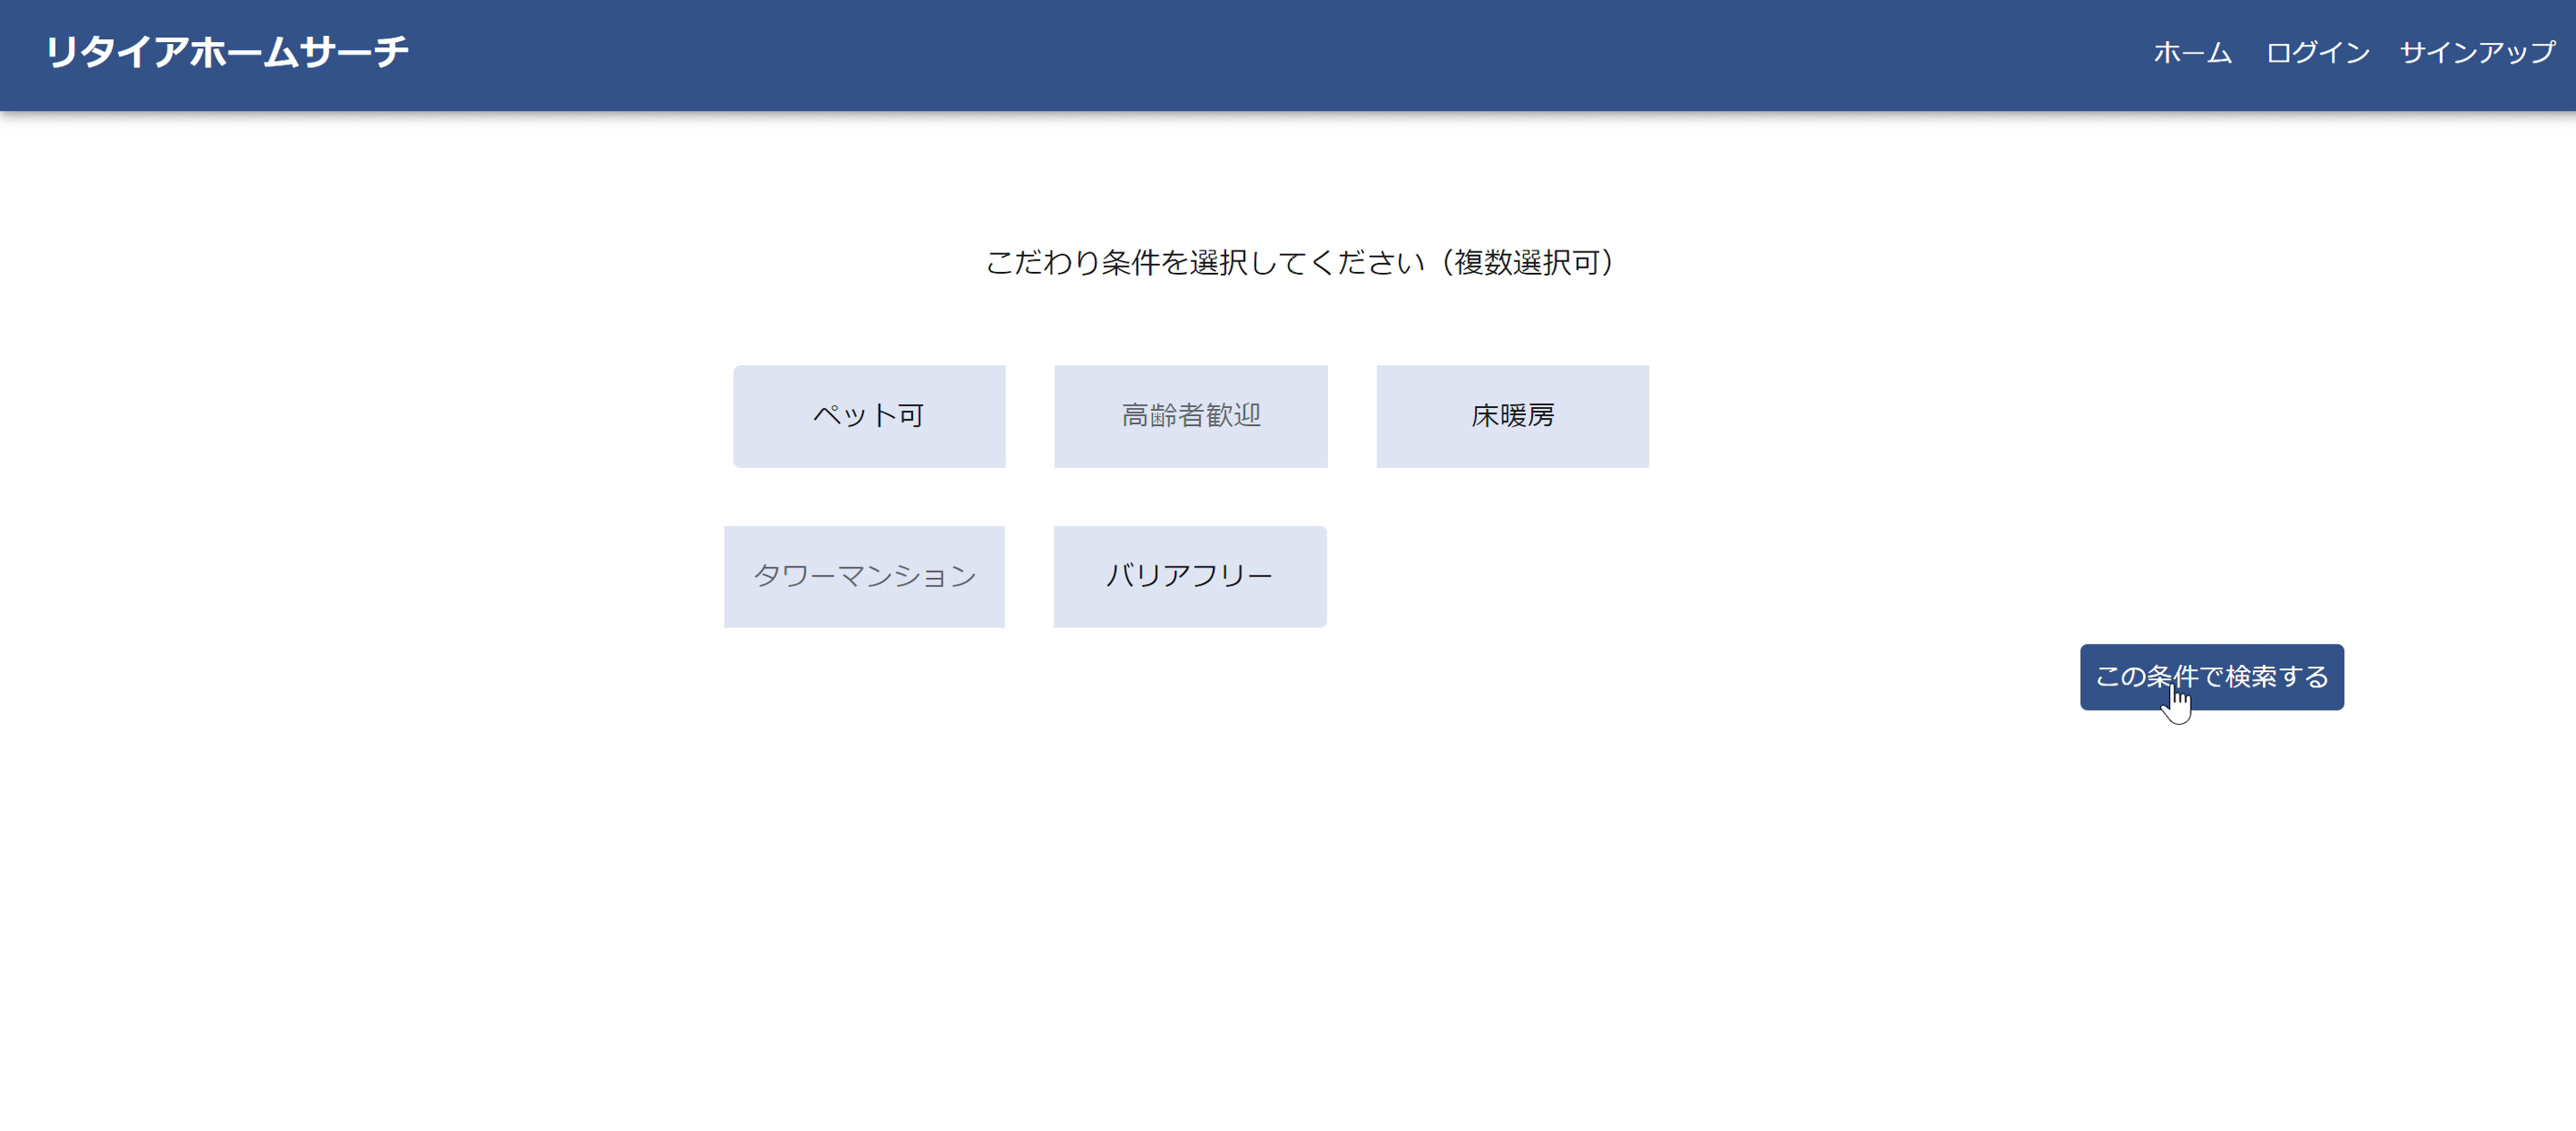 リタイアホームサーチ
ホーム ログイン サインアップ
こだわり条件を選択してください（複数選択可）
ペット可 高齢者歓迎 床暖房
タワーマンション バリアフリー
この条件で検索する